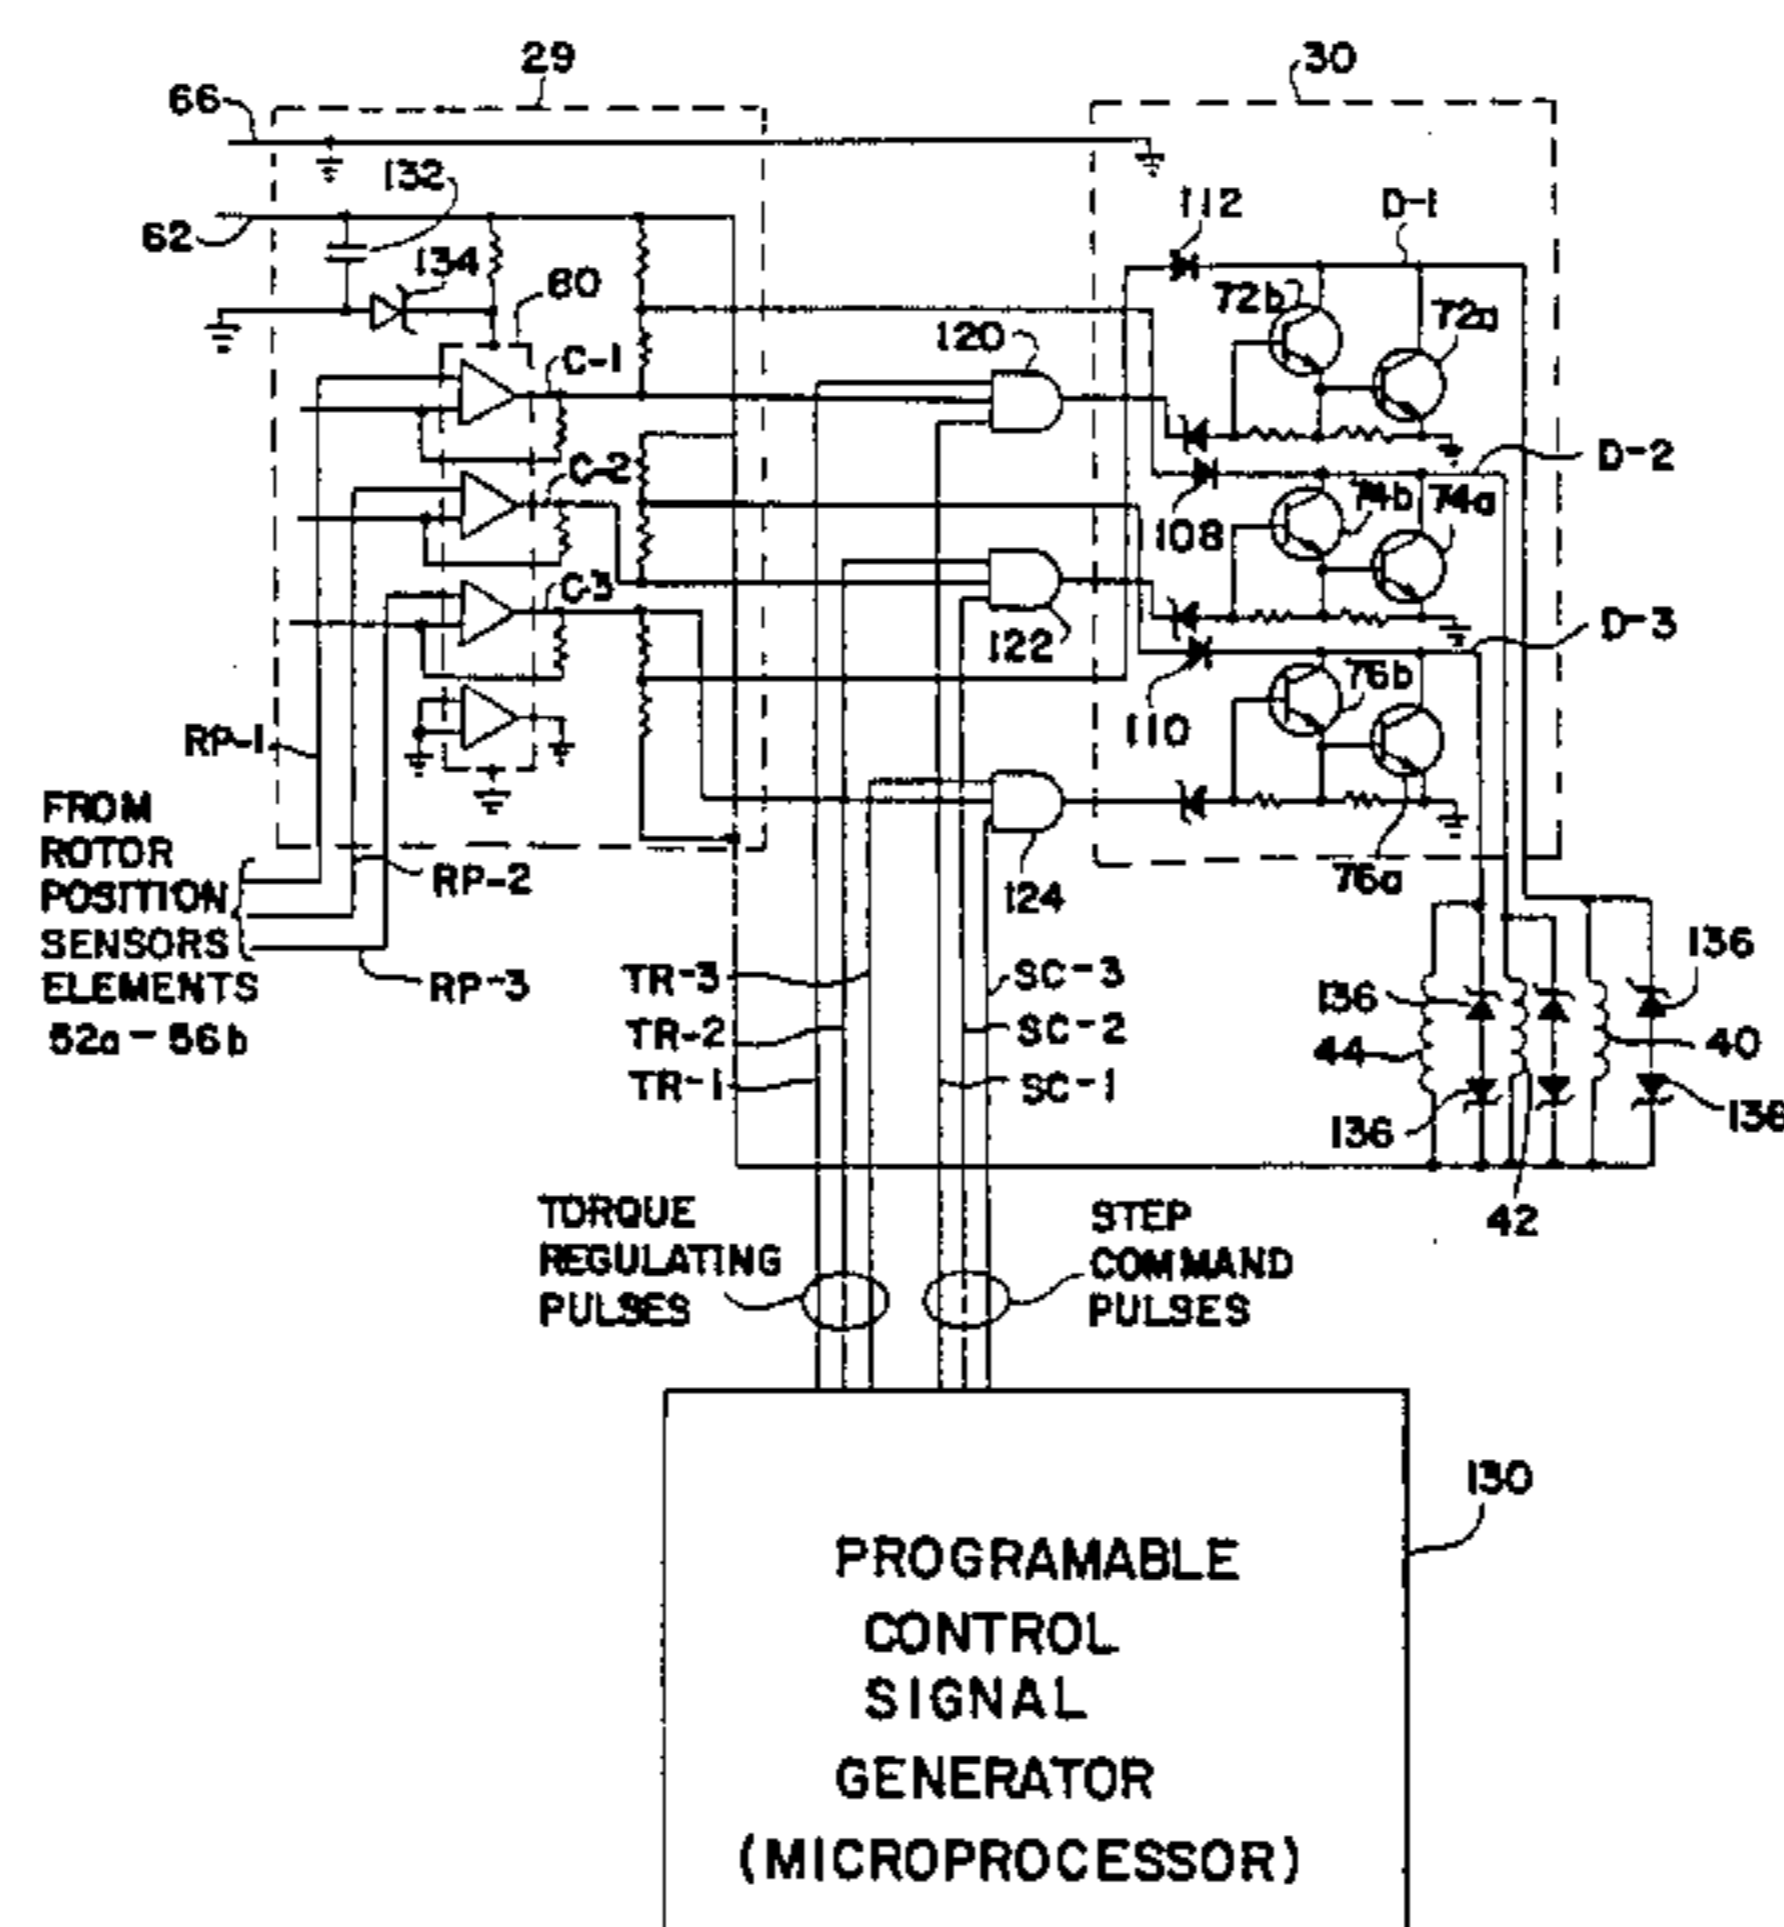 29
30
66
132
62
134
80
112
D-1
72b
72a
C-1
120
D-2
C-2
74b
74a
108
C-3
122
D-3
76b
110
RP-1
FROM
ROTOR
POSITION
SENSORS
ELEMENTS
52a-56b
RP-2
RP-3
124
76a
TR-3
TR-2
TR-1
SC-3
SC-2
SC-1
136
136
44
40
136
136
42
TORQUE
REGULATING
PULSES
STEP
COMMAND
PULSES
130
PROGRAMABLE
CONTROL
SIGNAL
GENERATOR
(MICROPROCESSOR)